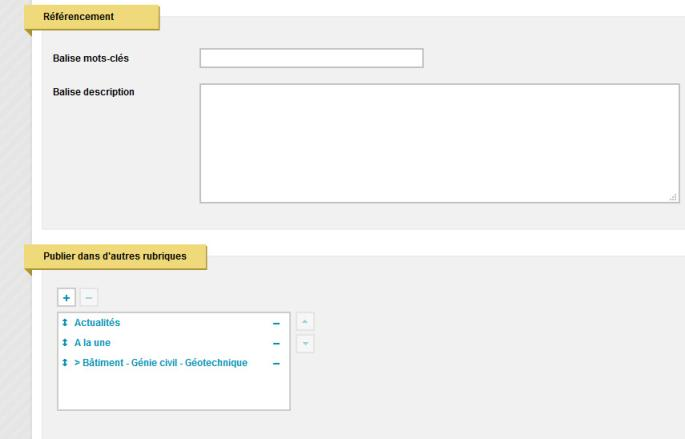 Référencement
Balise mots-clés
Balise description
Publier dans d'autres rubriques
+ −
Actualités −
A la une −
> Bâtiment - Génie civil - Géotechnique −